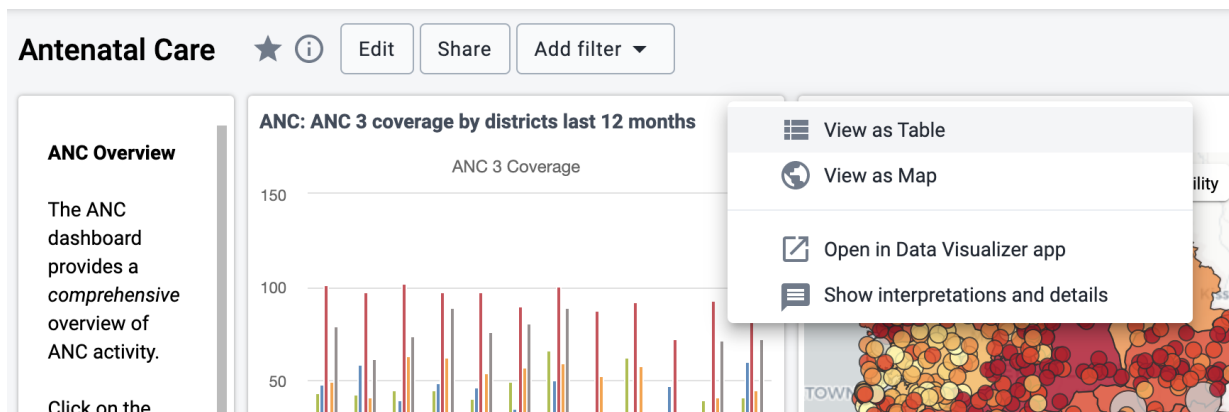 Antenatal Care
Edit
Share
Add filter
ANC Overview
The ANC
dashboard
provides a
comprehensive
overview of
ANC activity.
Click on the
ANC: ANC 3 coverage by districts last 12 months
ANC 3 Coverage
150
100
50
View as Table
View as Map
Open in Data Visualizer app
Show interpretations and details
ility
TOWN